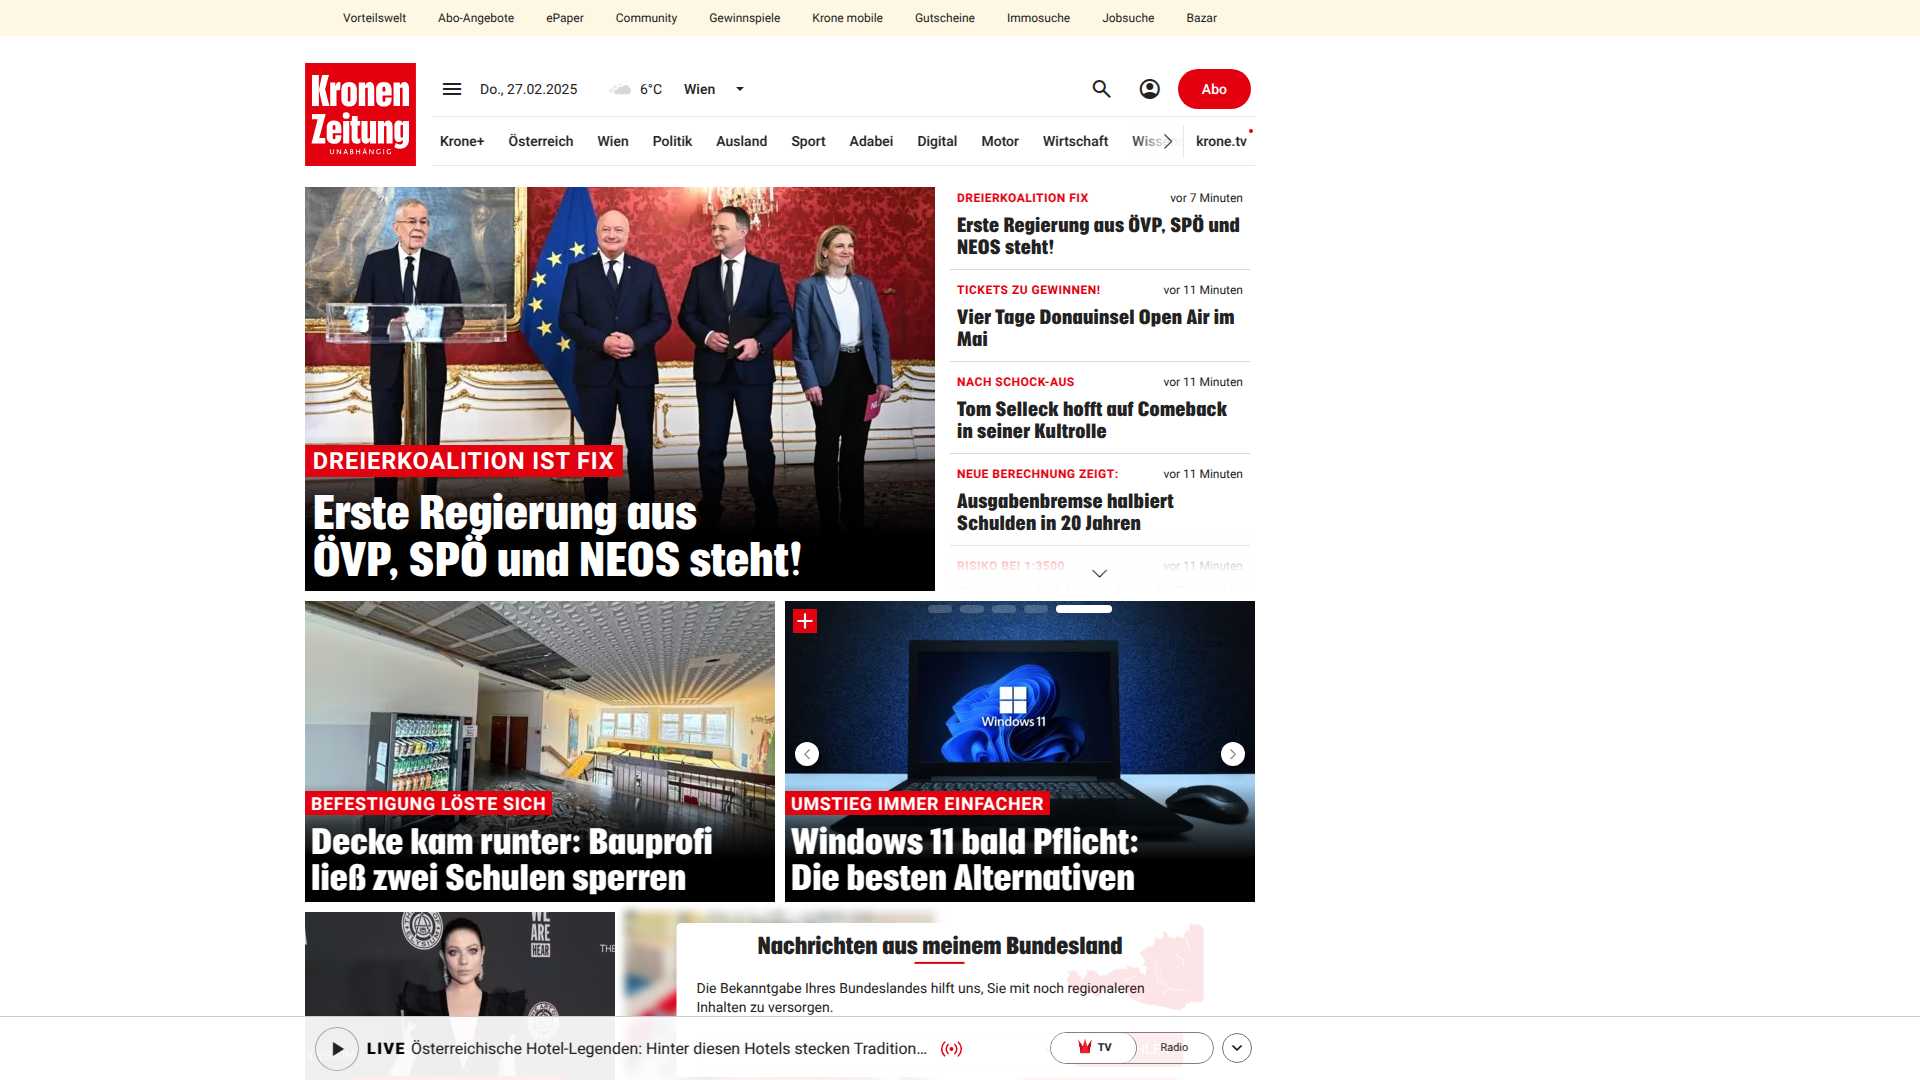 Vorteilswelt Abo-Angebote ePaper Community Gewinnspiele Krone mobile Gutscheine Immosuche Jobsuche Bazar
Kronen
Zeitung
UNABHÄNGIG
Do., 27.02.2025 6°C Wien
Abo
Krone+ Österreich Wien Politik Ausland Sport Adabei Digital Motor Wirtschaft krone.tv
DREIERKOALITION IST FIX
Erste Regierung aus
ÖVP, SPÖ und NEOS steht!
DREIERKOALITION FIX vor 7 Minuten
Erste Regierung aus ÖVP, SPÖ und
NEOS steht!
TICKETS ZU GEWINNEN! vor 11 Minuten
Vier Tage Donauinsel Open Air im
Mai
NACH SCHOCK-AUS vor 11 Minuten
Tom Selleck hofft auf Comeback
in seiner Kultrolle
NEUE BERECHNUNG ZEIGT: vor 11 Minuten
Ausgabenbremse halbiert
Schulden in 20 Jahren
RISIKO BEI 1:3500 vor 11 Minuten
BEFESTIGUNG LÖSTE SICH
Decke kam runter: Bauprofi
ließ zwei Schulen sperren
Windows 11
UMSTIEG IMMER EINFACHER
Windows 11 bald Pflicht:
Die besten Alternativen
WE
ARE
HEAR
THE
Nachrichten aus meinem Bundesland
Die Bekanntgabe Ihres Bundeslandes hilft uns, Sie mit noch regionaleren
Inhalten zu versorgen.
LIVE Österreichische Hotel-Legenden: Hinter diesen Hotels stecken Tradition...
TV Radio